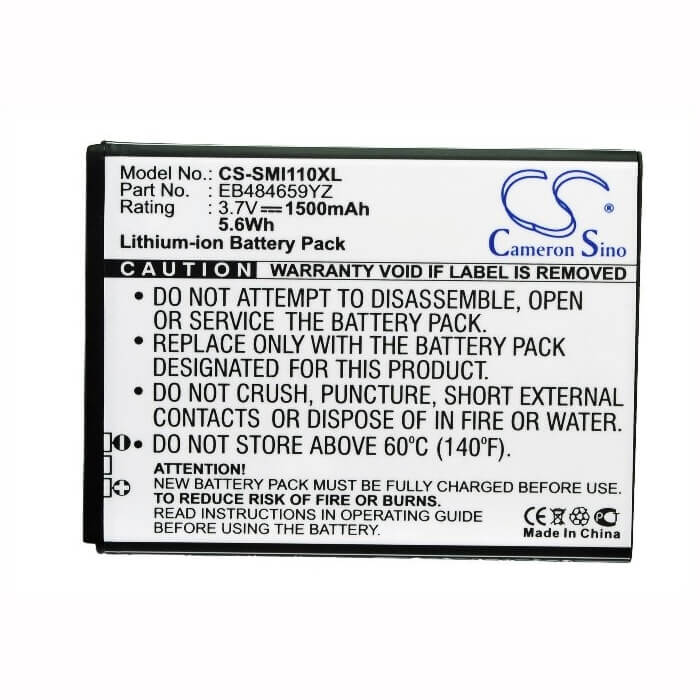 Model No.: CS-SMI110XL
Part No.: EB484659YZ
Rating : 3.7V 1500mAh
5.6Wh
Lithium-ion Battery Pack
CS
®
Cameron Sino
CAUTION WARRANTY VOID IF LABEL IS REMOVED
• DO NOT ATTEMPT TO DISASSEMBLE, OPEN
OR SERVICE THE BATTERY PACK.
• REPLACE ONLY WITH THE BATTERY PACK
DESIGNATED.
• DO NOT CRUSH, PUNCTURE, SHORT EXTERNAL
CONTACTS OR DISPOSE OF IN FIRE OR WATER.
• DO NOT STORE ABOVE 60°C (140°F).
ATTENTION!
NEW BATTERY PACK MUST BE FULLY CHARGED BEFORE USE.
TO REDUCE RISK OF FIRE OR BURNS.
READ INSTRUCTIONS IN OPERATING GUIDE
BEFORE USING THIS BATTERY PACK.
CE
Made In China